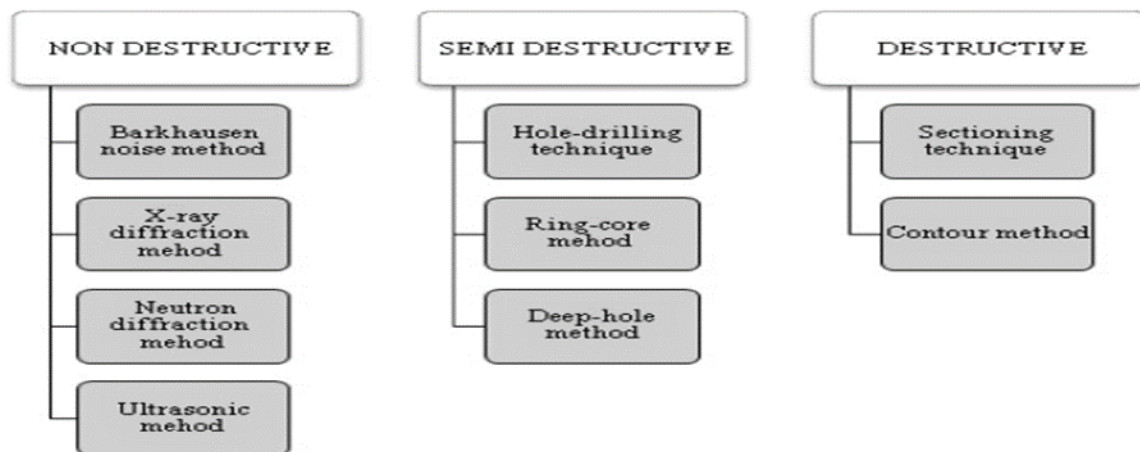 NON DESTRUCTIVE
Barkhausen
noise method
X-ray
diffraction
mehod
Neutron
diffraction
mehod
Ultrasonic
mehod
SEMI DESTRUCTIVE
Hole-drilling
technique
Ring-core
mehod
Deep-hole
method
DESTRUCTIVE
Sectioning
technique
Contour method